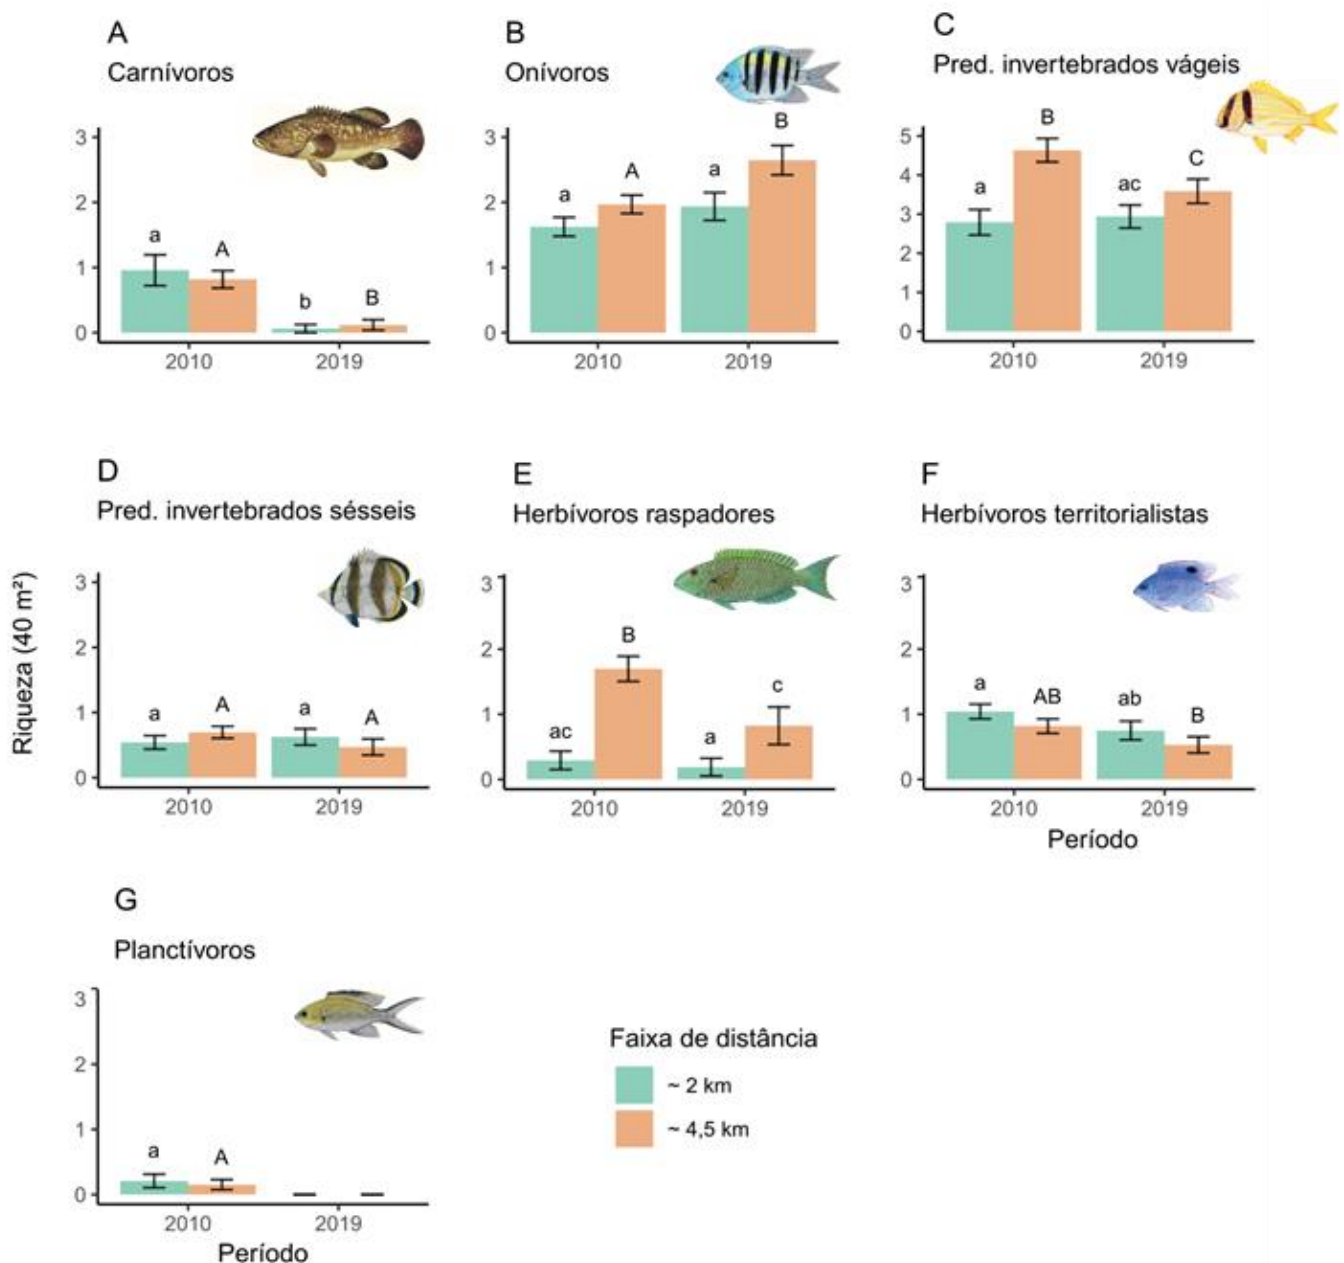 A
Carnívoros
3
2
1
0
a
A
b
B
2010
2019
B
Onívoros
3
2
1
0
a
A
a
B
2010
2019
C
Pred. invertebrados vágeis
5
4
3
2
1
0
a
B
ac
C
2010
2019
D
Pred. invertebrados sésseis
3
2
1
0
a
A
a
A
2010
2019
E
Herbívoros raspadores
3
2
1
0
ac
B
a
c
2010
2019
F
Herbívoros territorialistas
3
2
1
0
a
AB
ab
B
2010
2019
Período
Riqueza (40 m²)
G
Planctívoros
3
2
1
0
a
A
2010
2019
Período
Faixa de distância
~ 2 km
~ 4,5 km